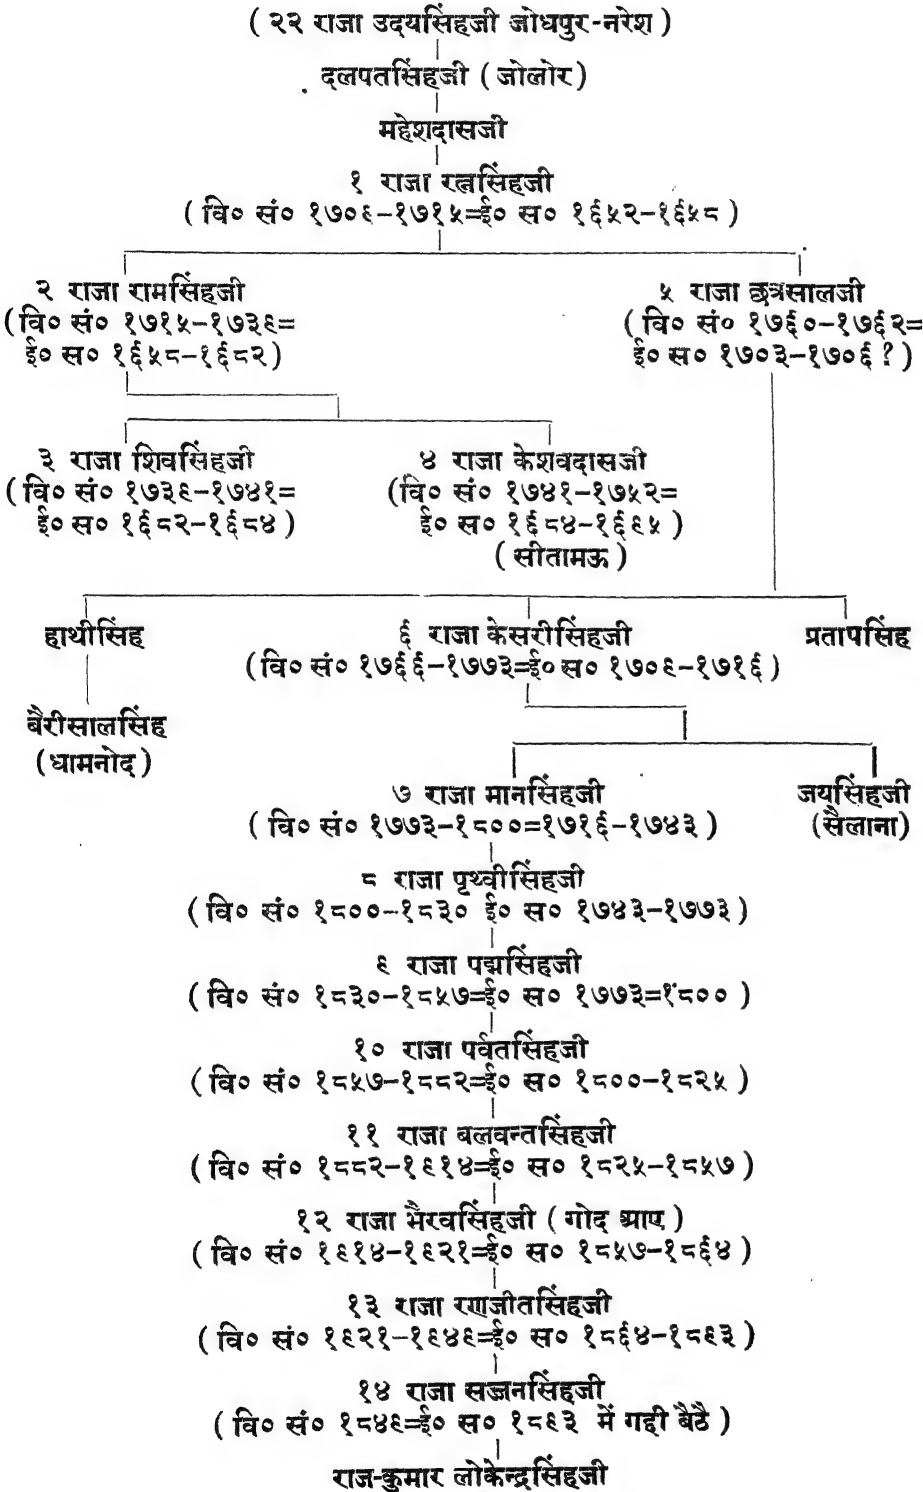 ( २२ राजा उदयसिंहजी जोधपुर-नरेश )
दलपतसिंहजी ( जोलोर )
महेशदासजी
१ राजा रत्नसिंहजी
( वि० सं० १७०९-१७१५=ई० स० १६५२-१६५८ )
२ राजा रामसिंहजी
( वि० सं० १७१५-१७३९=
ई० स० १६५८-१६८२ )
५ राजा छत्रसालजी
( वि० सं० १७६०-१७६२=
ई० स० १७०३-१७०६ ? )
३ राजा शिवसिंहजी
( वि० सं० १७३९-१७४१=
ई० स० १६८२-१६८४ )
४ राजा केशवदासजी
( वि० सं० १७४१-१७५२=
ई० स० १६८४-१६९५ )
( सीतामऊ )
हाथीसिंह
६ राजा केसरीसिंहजी
( वि० सं० १७६६-१७७३=ई० स० १७०९-१७१६ )
प्रतापसिंह
बैरीसालसिंह
( धामनोद )
७ राजा मानसिंहजी
( वि० सं० १७७३-१८००=१७१६-१७४३ )
जयसिंहजी
(सैलाना)
८ राजा पृथ्वीसिंहजी
( वि० सं० १८००-१८३० ई० स० १७४३-१७७३ )
९ राजा पद्मसिंहजी
( वि० सं० १८३०-१८५७=ई० स० १७७३=१८०० )
१० राजा पर्वतसिंहजी
( वि० सं० १८५७-१८८२=ई० स० १८००-१८२५ )
११ राजा बलवन्तसिंहजी
( वि० सं० १८८२-१९१४=ई० स० १८२५-१८५७ )
१२ राजा भैरवसिंहजी ( गोद आए )
( वि० सं० १९१४-१९२१=ई० स० १८५७-१८६४ )
१३ राजा रणजीतसिंहजी
( वि० सं० १९२१-१९४९=ई० स० १८६४-१८९३ )
१४ राजा सज्जनसिंहजी
( वि० सं० १८४९=ई० स० १८९३ में गद्दी बैठै )
राज-कुमार लोकेन्द्रसिंहजी